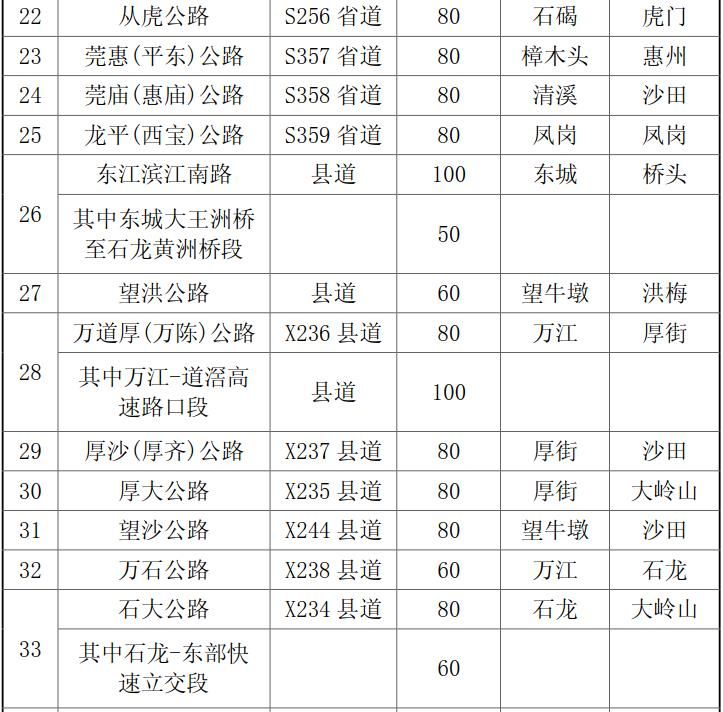 22 从虎公路 S256 省道 80 石碣 虎门
23 莞惠(平东)公路 S357 省道 80 樟木头 惠州
24 莞庙(惠庙)公路 S358 省道 80 清溪 沙田
25 龙平(西宝)公路 S359 省道 80 凤岗 凤岗
26 东江滨江南路 县道 100 东城 桥头
其中东城大王洲桥
至石龙黄洲桥段 50
27 望洪公路 县道 60 望牛墩 洪梅
28 万道厚(万陈)公路 X236 县道 80 万江 厚街
其中万江-道滘高
速路口段 县道 100
29 厚沙(厚齐)公路 X237 县道 80 厚街 沙田
30 厚大公路 X235 县道 80 厚街 大岭山
31 望沙公路 X244 县道 80 望牛墩 沙田
32 万石公路 X238 县道 60 万江 石龙
33 石大公路 X234 县道 80 石龙 大岭山
其中石龙-东部快
速立交段 60